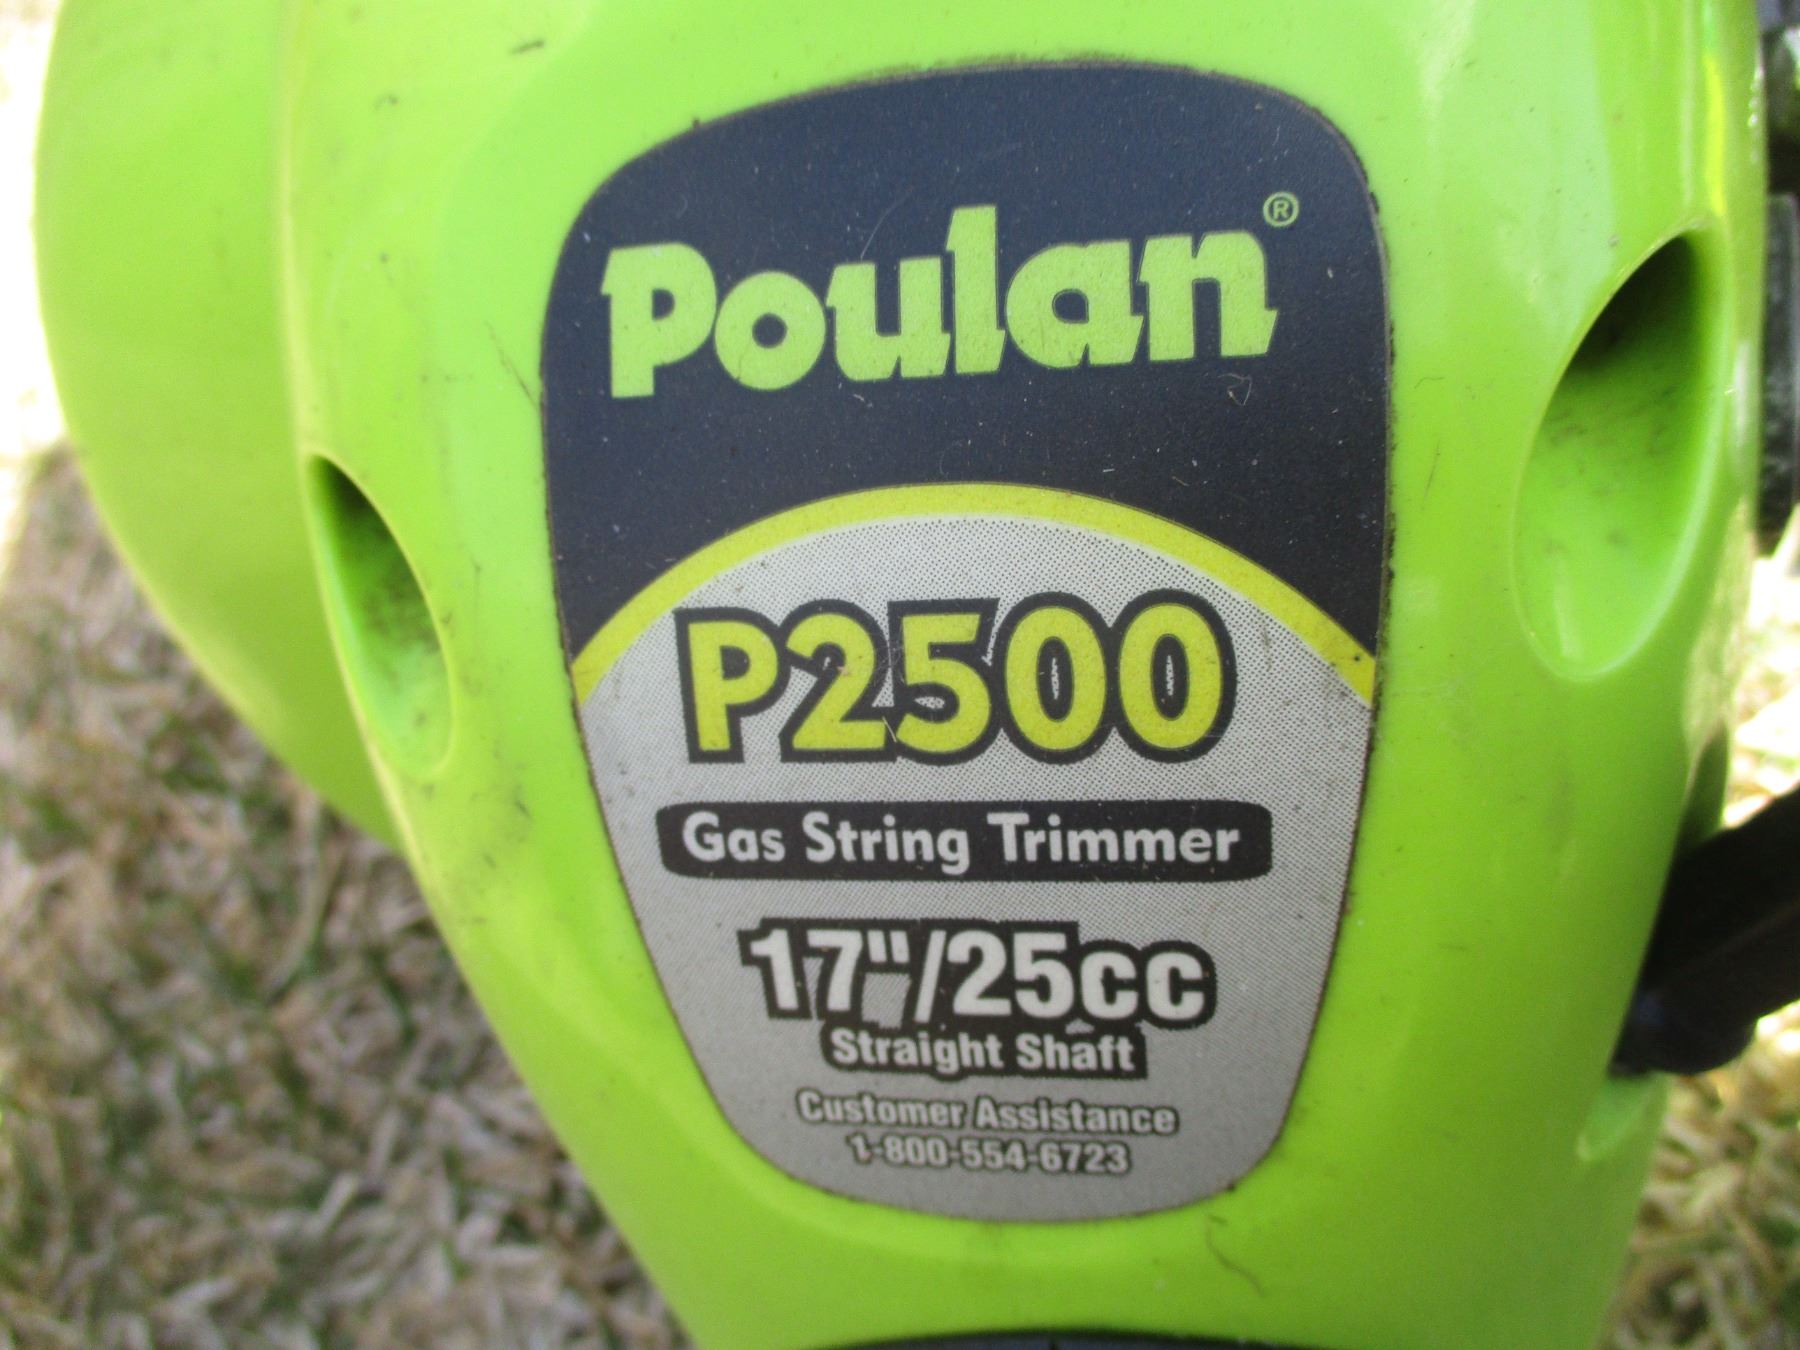 Poulan®
P2500
Gas String Trimmer
17"/25cc
Straight Shaft
Customer Assistance
1-800-554-6723